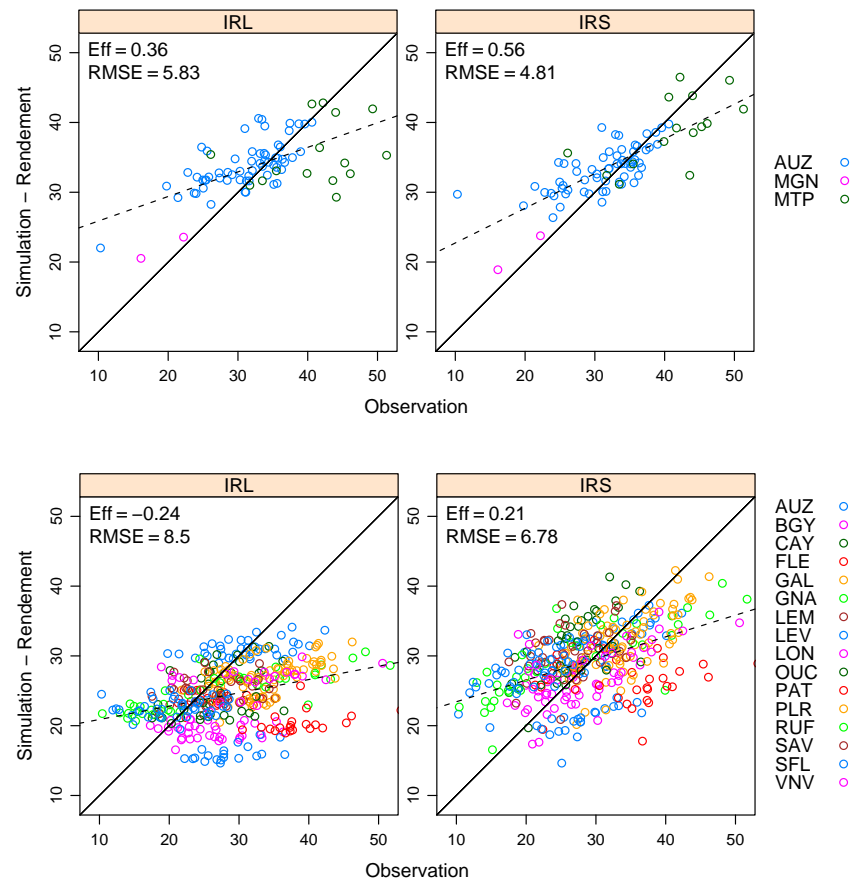 IRL
IRS
Eff = 0.36
RMSE = 5.83
Eff = 0.56
RMSE = 4.81
50
40
30
20
10
Simulation − Rendement
10 20 30 40 50
10 20 30 40 50
Observation
AUZ
MGN
MTP
IRL
IRS
Eff = −0.24
RMSE = 8.5
Eff = 0.21
RMSE = 6.78
50
40
30
20
10
Simulation − Rendement
10 20 30 40 50
10 20 30 40 50
Observation
AUZ
BGY
CAY
FLE
GAL
GNA
LEM
LEV
LON
OUC
PAT
PLR
RUF
SAV
SFL
VNV